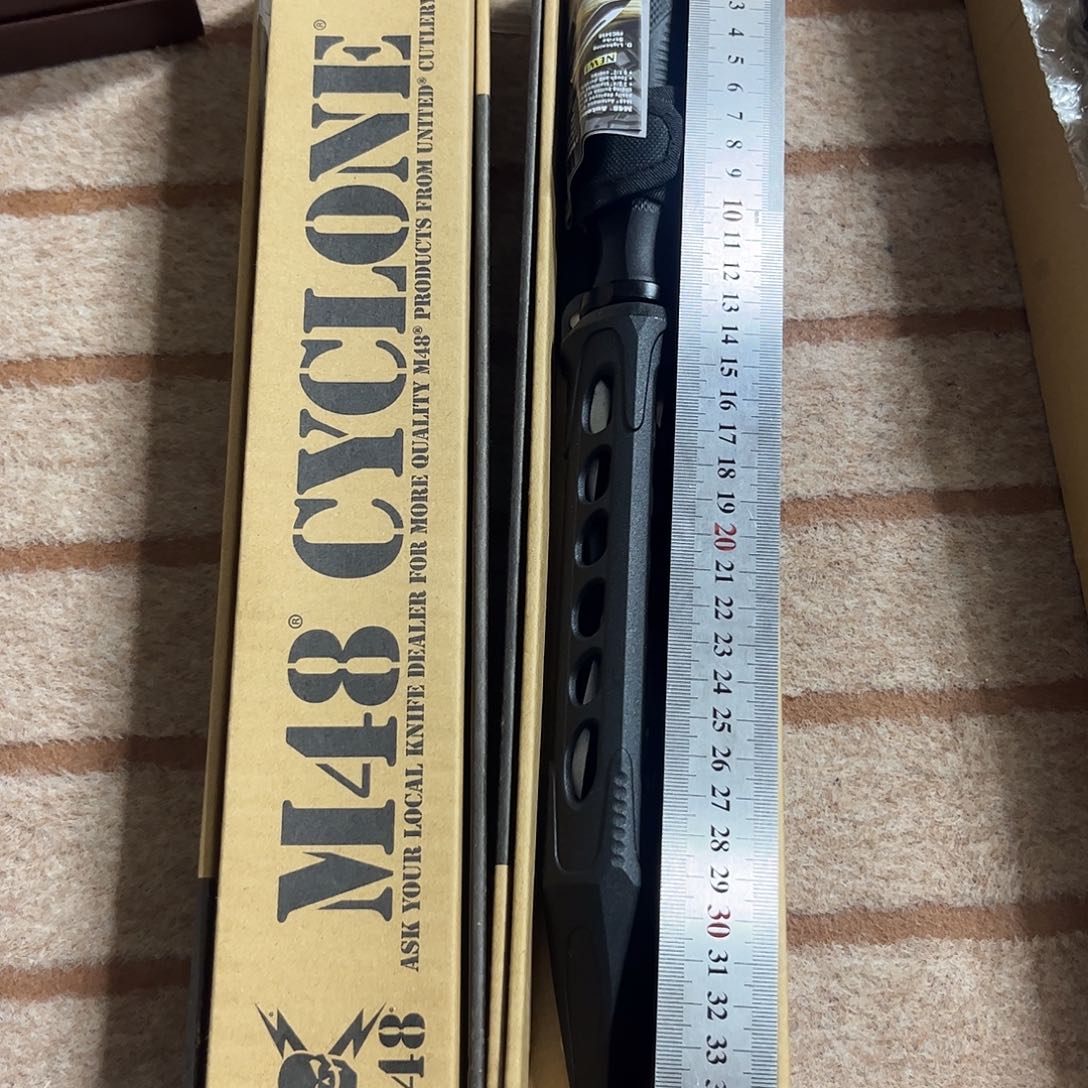 M48® CYCLONE®
ASK YOUR LOCAL KNIFE DEALER FOR MORE QUALITY M48® PRODUCTS FROM UNITED® CUTLERY
48
NEW!
3 4 5 6 7 8 9 10 11 12 13 14 15 16 17 18 19 20 21 22 23 24 25 26 27 28 29 30 31 32 33